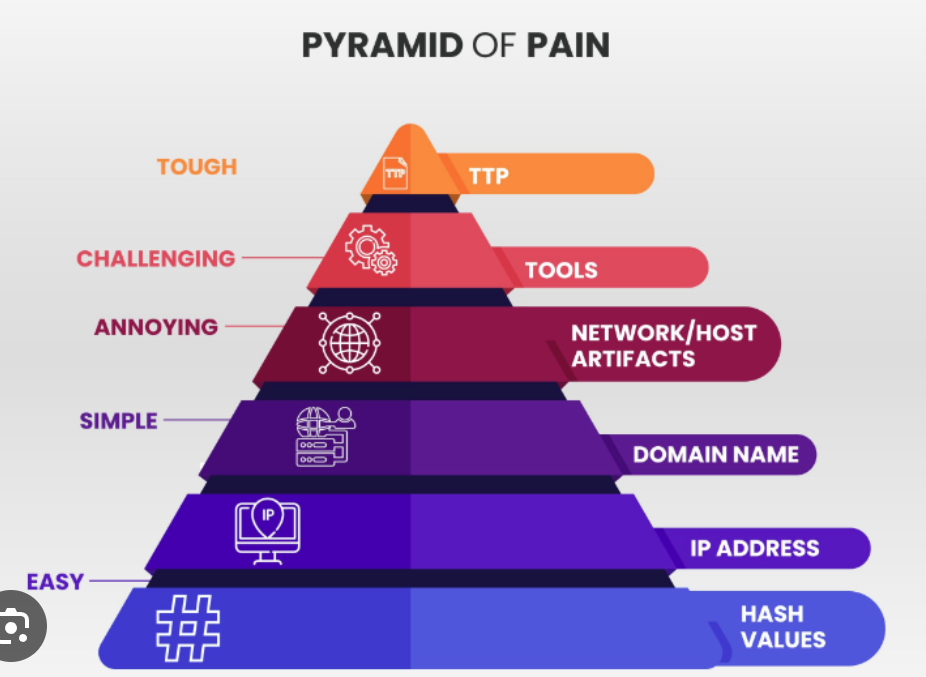 PYRAMID OF PAIN
TOUGH
TTP
TTP
CHALLENGING
TOOLS
ANNOYING
NETWORK/HOST
ARTIFACTS
SIMPLE
DOMAIN NAME
IP
IP ADDRESS
EASY
#
HASH
VALUES